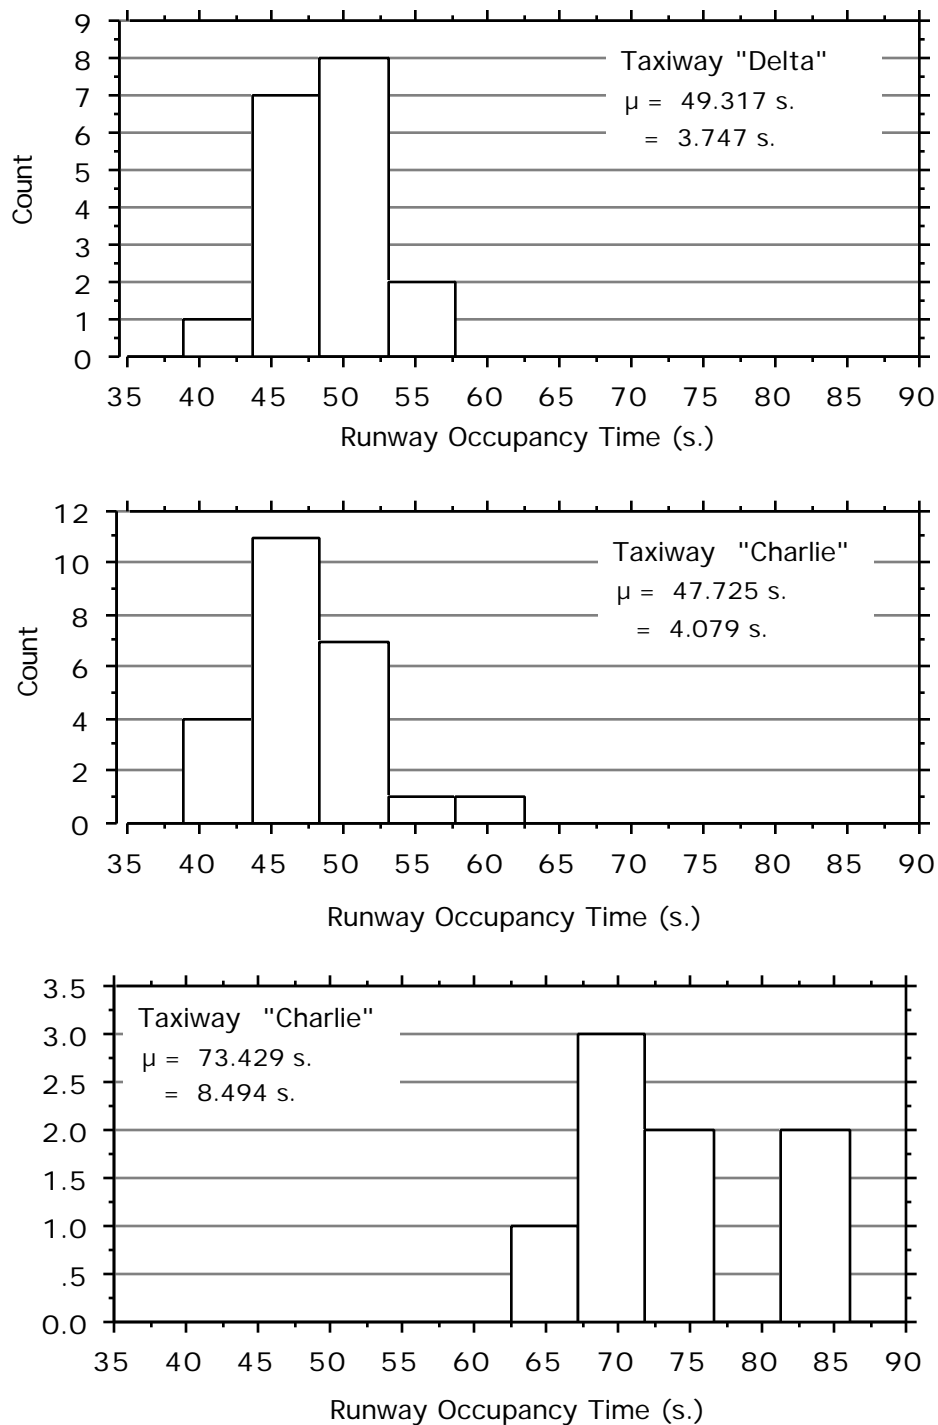 9
8
7
6
5
4
3
2
1
0
Count
Taxiway "Delta"
µ = 49.317 s.
= 3.747 s.
35 40 45 50 55 60 65 70 75 80 85 90
Runway Occupancy Time (s.)
12
10
8
6
4
2
0
Count
Taxiway "Charlie"
µ = 47.725 s.
= 4.079 s.
35 40 45 50 55 60 65 70 75 80 85 90
Runway Occupancy Time (s.)
3.5
3.0
2.5
2.0
1.5
1.0
.5
0.0
Taxiway "Charlie"
µ = 73.429 s.
= 8.494 s.
35 40 45 50 55 60 65 70 75 80 85 90
Runway Occupancy Time (s.)